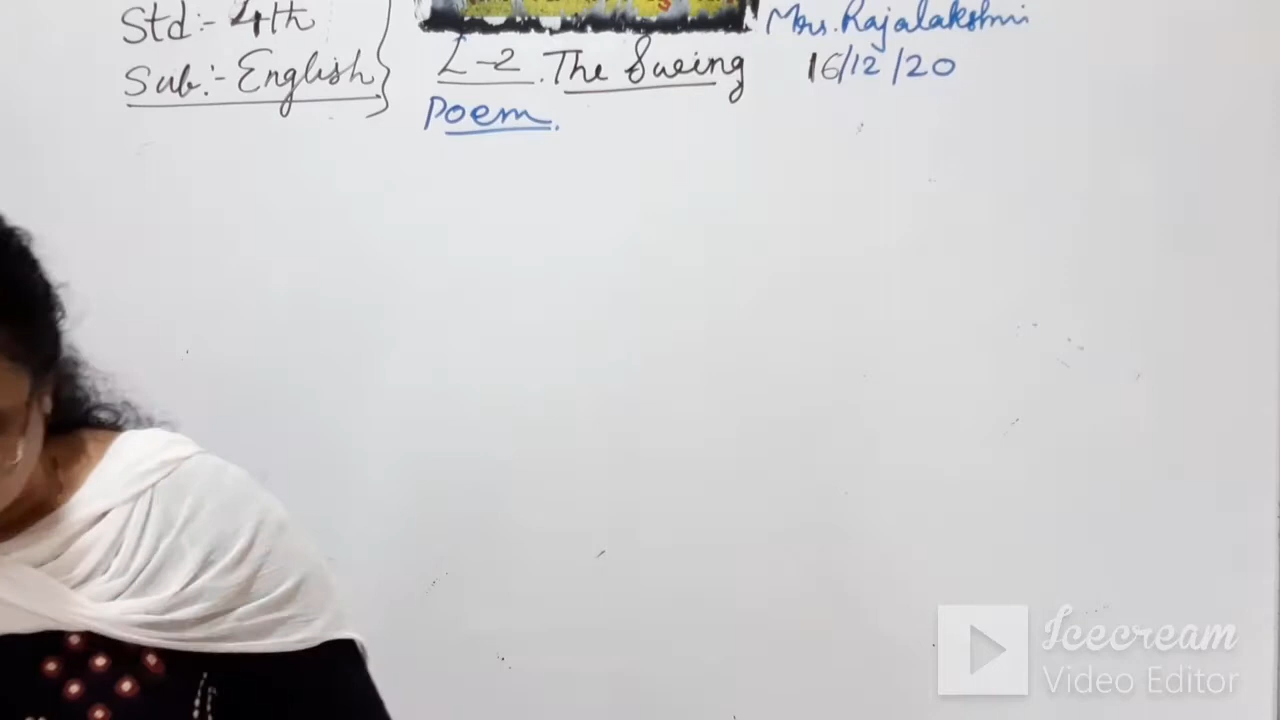 Std:- 4th
Sub:- English
L-2. The Swing
Poem.
Mrs. Rajalakshmi
16/12/20
Icecream
Video Editor